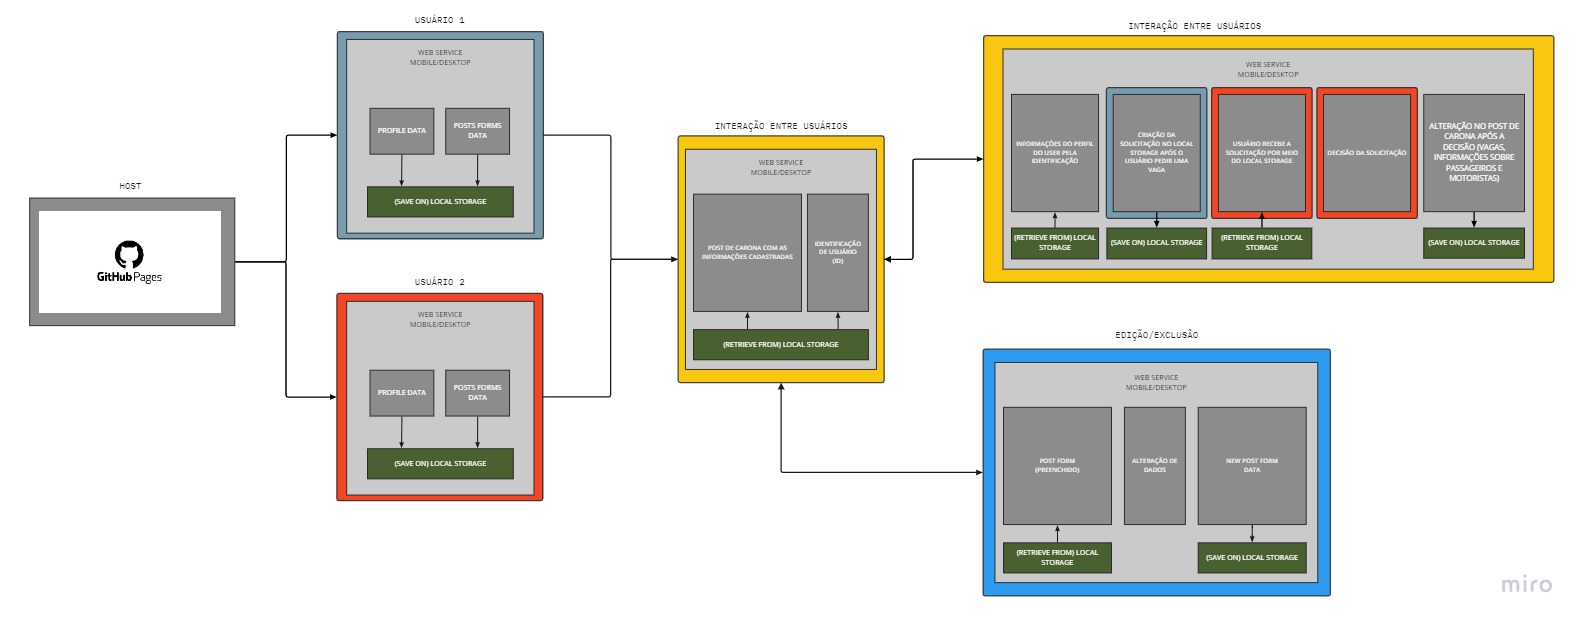 HOST
GitHub Pages
USUÁRIO 1
WEB SERVICE
MOBILE/DESKTOP
PROFILE DATA
POSTS FORMS
DATA
(SAVE ON) LOCAL STORAGE
USUÁRIO 2
WEB SERVICE
MOBILE/DESKTOP
PROFILE DATA
POSTS FORMS
DATA
(SAVE ON) LOCAL STORAGE
INTERAÇÃO ENTRE USUÁRIOS
WEB SERVICE
MOBILE/DESKTOP
POST DE CARONA COM AS
INFORMAÇÕES CADASTRADAS
IDENTIFICAÇÃO
DE USUÁRIO
(ID)
(RETRIEVE FROM) LOCAL STORAGE
INTERAÇÃO ENTRE USUÁRIOS
WEB SERVICE
MOBILE/DESKTOP
INFORMAÇÕES DO PERFIL
DO USER PELA
IDENTIFICAÇÃO
(RETRIEVE FROM) LOCAL
STORAGE
CRIAÇÃO DA
SOLICITAÇÃO NO LOCAL
STORAGE APÓS O
USUÁRIO PEDIR UMA
VAGA
(SAVE ON) LOCAL STORAGE
USUÁRIO RECEBE A
SOLICITAÇÃO POR MEIO
DO LOCAL STORAGE
(RETRIEVE FROM) LOCAL
STORAGE
DECISÃO DA SOLICITAÇÃO
ALTERAÇÃO NO POST DE
CARONA APÓS A
DECISÃO (VAGAS,
INFORMAÇÕES SOBRE
PASSAGEIROS E
MOTORISTAS)
(SAVE ON) LOCAL STORAGE
EDIÇÃO/EXCLUSÃO
WEB SERVICE
MOBILE/DESKTOP
POST FORM
(PREENCHIDO)
(RETRIEVE FROM) LOCAL
STORAGE
ALTERAÇÃO DE
DADOS
NEW POST FORM
DATA
(SAVE ON) LOCAL STORAGE
miro